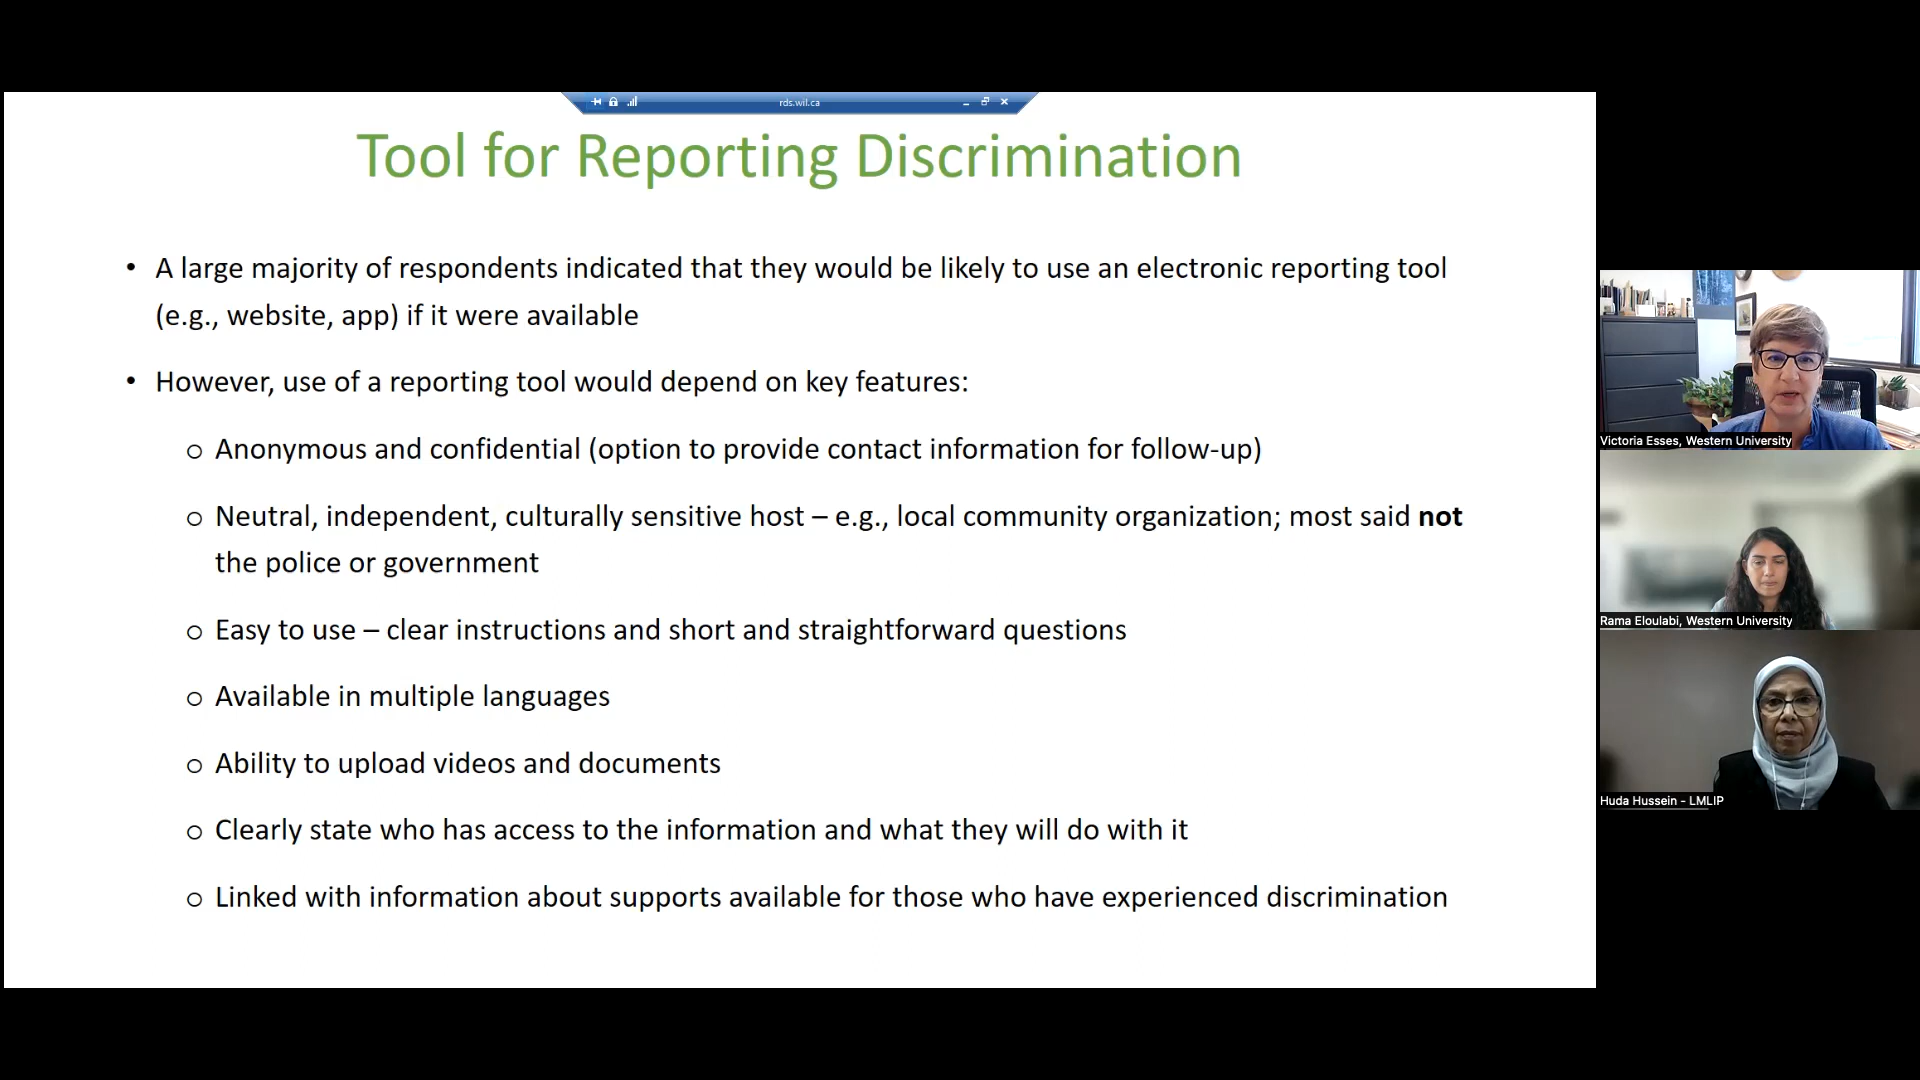 rds.wil.ca
Tool for Reporting Discrimination
• A large majority of respondents indicated that they would be likely to use an electronic reporting tool
(e.g., website, app) if it were available
• However, use of a reporting tool would depend on key features:
o Anonymous and confidential (option to provide contact information for follow-up)
o Neutral, independent, culturally sensitive host – e.g., local community organization; most said not
the police or government
o Easy to use – clear instructions and short and straightforward questions
o Available in multiple languages
o Ability to upload videos and documents
o Clearly state who has access to the information and what they will do with it
o Linked with information about supports available for those who have experienced discrimination
Victoria Esses, Western University
Rama Eloulabi, Western University
Huda Hussein - LMLIP